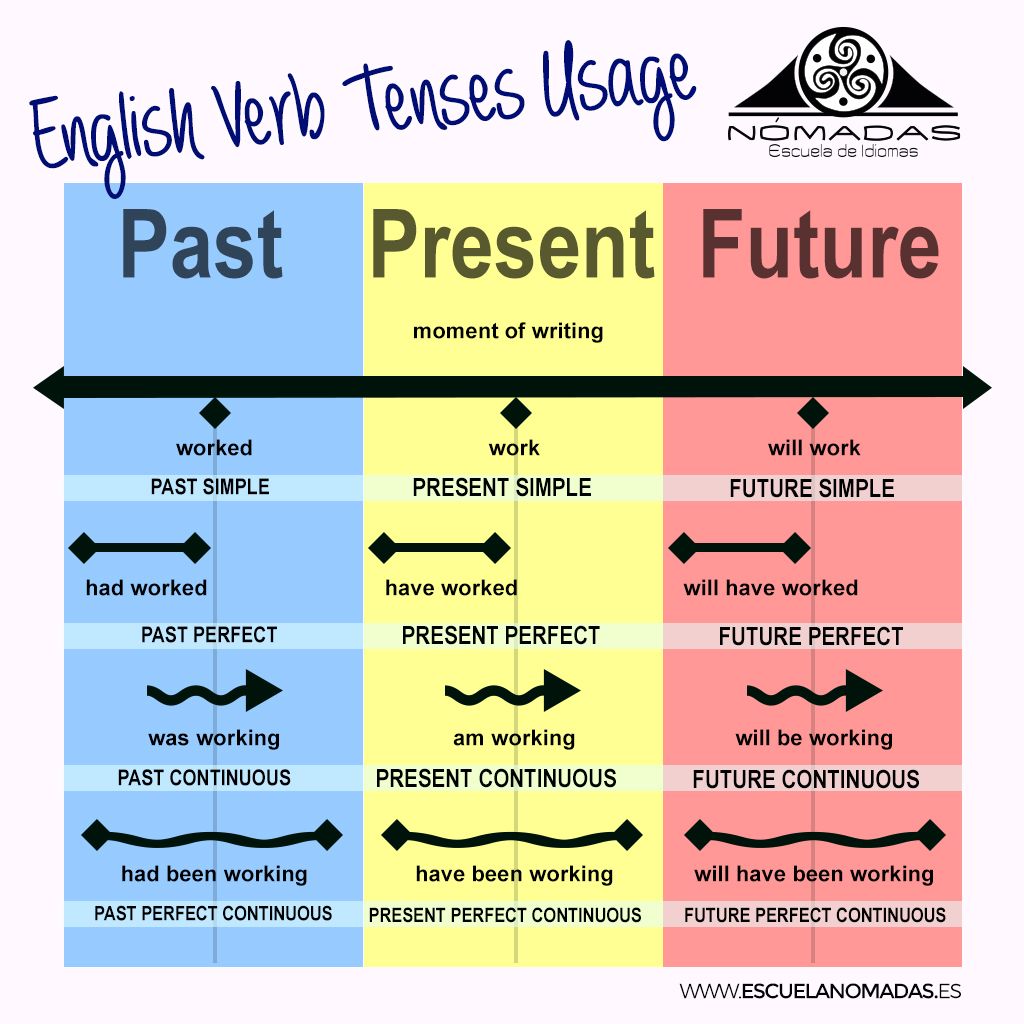 English Verb Tenses Usage
NÓMADAS
Escuela de Idiomas
Past Present Future
moment of writing
worked work will work
PAST SIMPLE PRESENT SIMPLE FUTURE SIMPLE
had worked have worked will have worked
PAST PERFECT PRESENT PERFECT FUTURE PERFECT
was working am working will be working
PAST CONTINUOUS PRESENT CONTINUOUS FUTURE CONTINUOUS
had been working have been working will have been working
PAST PERFECT CONTINUOUS PRESENT PERFECT CONTINUOUS FUTURE PERFECT CONTINUOUS
WWW.ESCUELANOMADAS.ES